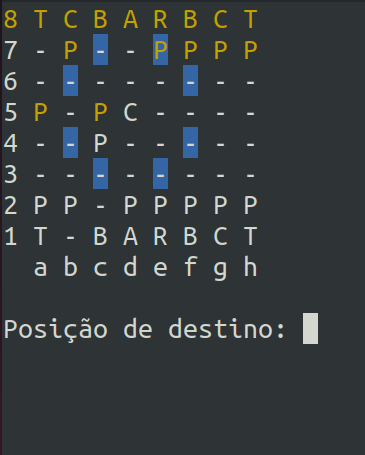 8 T C B A R B C T
7 - P - - P P P P
6 - - - - - - - -
5 P - P C - - - -
4 - - P - - - - -
3 - - - - - - - -
2 P P - P P P P P
1 T - B A R B C T
a b c d e f g h
Posição de destino: